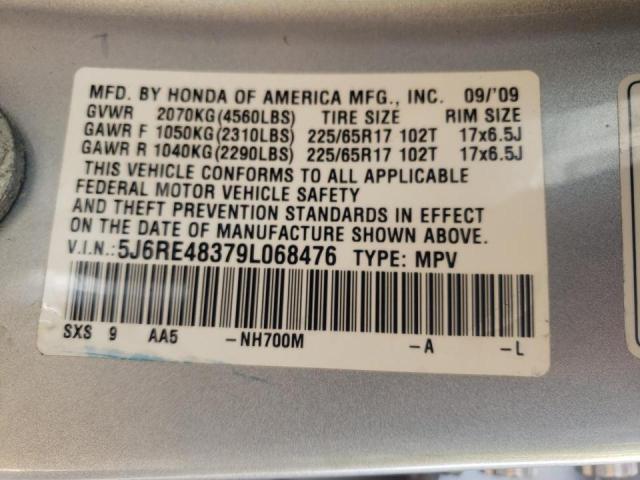 MFD. BY HONDA OF AMERICA MFG., INC. 09/'09
GVWR 2070KG(4560LBS) TIRE SIZE RIM SIZE
GAWR F 1050KG(2310LBS) 225/65R17 102T 17x6.5J
GAWR R 1040KG(2290LBS) 225/65R17 102T 17x6.5J
THIS VEHICLE CONFORMS TO ALL APPLICABLE
FEDERAL MOTOR VEHICLE SAFETY
AND THEFT PREVENTION STANDARDS IN EFFECT
ON THE DATE OF MANUFACTURE SHOWN ABOVE.
V.I.N.:5J6RE48379L068476 TYPE: MPV
SXS 9 AA5 -NH700M -A -L